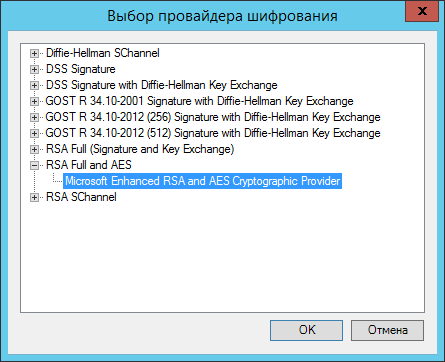 Выбор провайдера шифрования
x
Diffie-Hellman SChannel
DSS Signature
DSS Signature with Diffie-Hellman Key Exchange
GOST R 34.10-2001 Signature with Diffie-Hellman Key Exchange
GOST R 34.10-2012 (256) Signature with Diffie-Hellman Key Exchange
GOST R 34.10-2012 (512) Signature with Diffie-Hellman Key Exchange
RSA Full (Signature and Key Exchange)
RSA Full and AES
Microsoft Enhanced RSA and AES Cryptographic Provider
RSA SChannel
OK Отмена